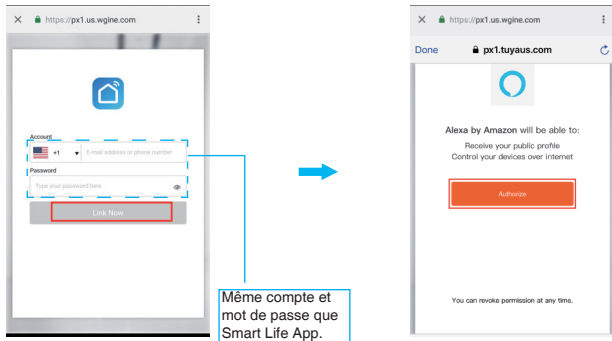 https://px1.us.wgine.com
Account
+1
E-mail address or phone number
Password
Type your password here
Link Now
Même compte et
mot de passe que
Smart Life App.
https://px1.us.wgine.com
Done
px1.tuyaus.com
Alexa by Amazon will be able to:
Receive your public profile
Control your devices over internet
Authorize
You can revoke permission at any time.